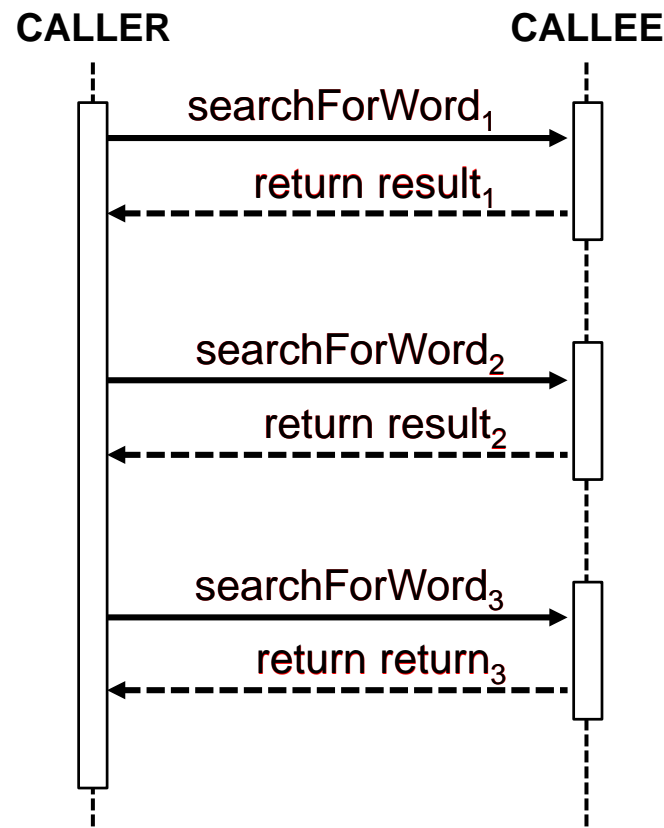 CALLER CALLEE
searchForWord₁
return result₁
searchForWord₂
return result₂
searchForWord₃
return return₃